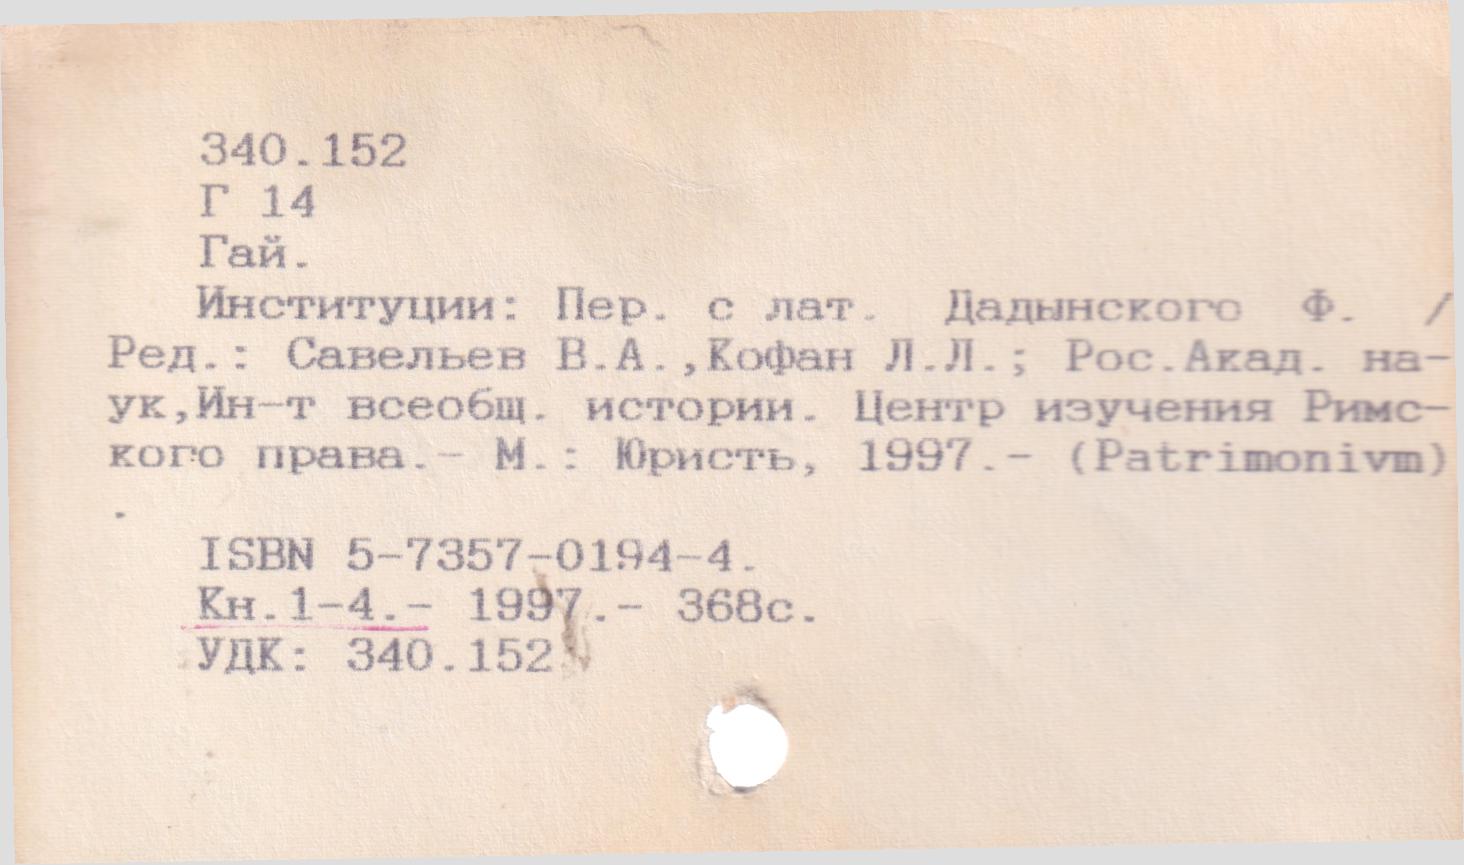 340.152
Г 14
Гай.
Институции: Пер. с лат. Дадынского Ф. /
Ред.: Савельев В.А.,Кофан Л.Л.; Рос.Акад. на-
ук,Ин-т всеобщ. истории. Центр изучения Римс-
кого права.- М.: Юристъ, 1997.- (Patrimonivm)
.
ISBN 5-7357-0194-4.
Кн.1-4.- 1997.- 368с.
УДК: 340.152